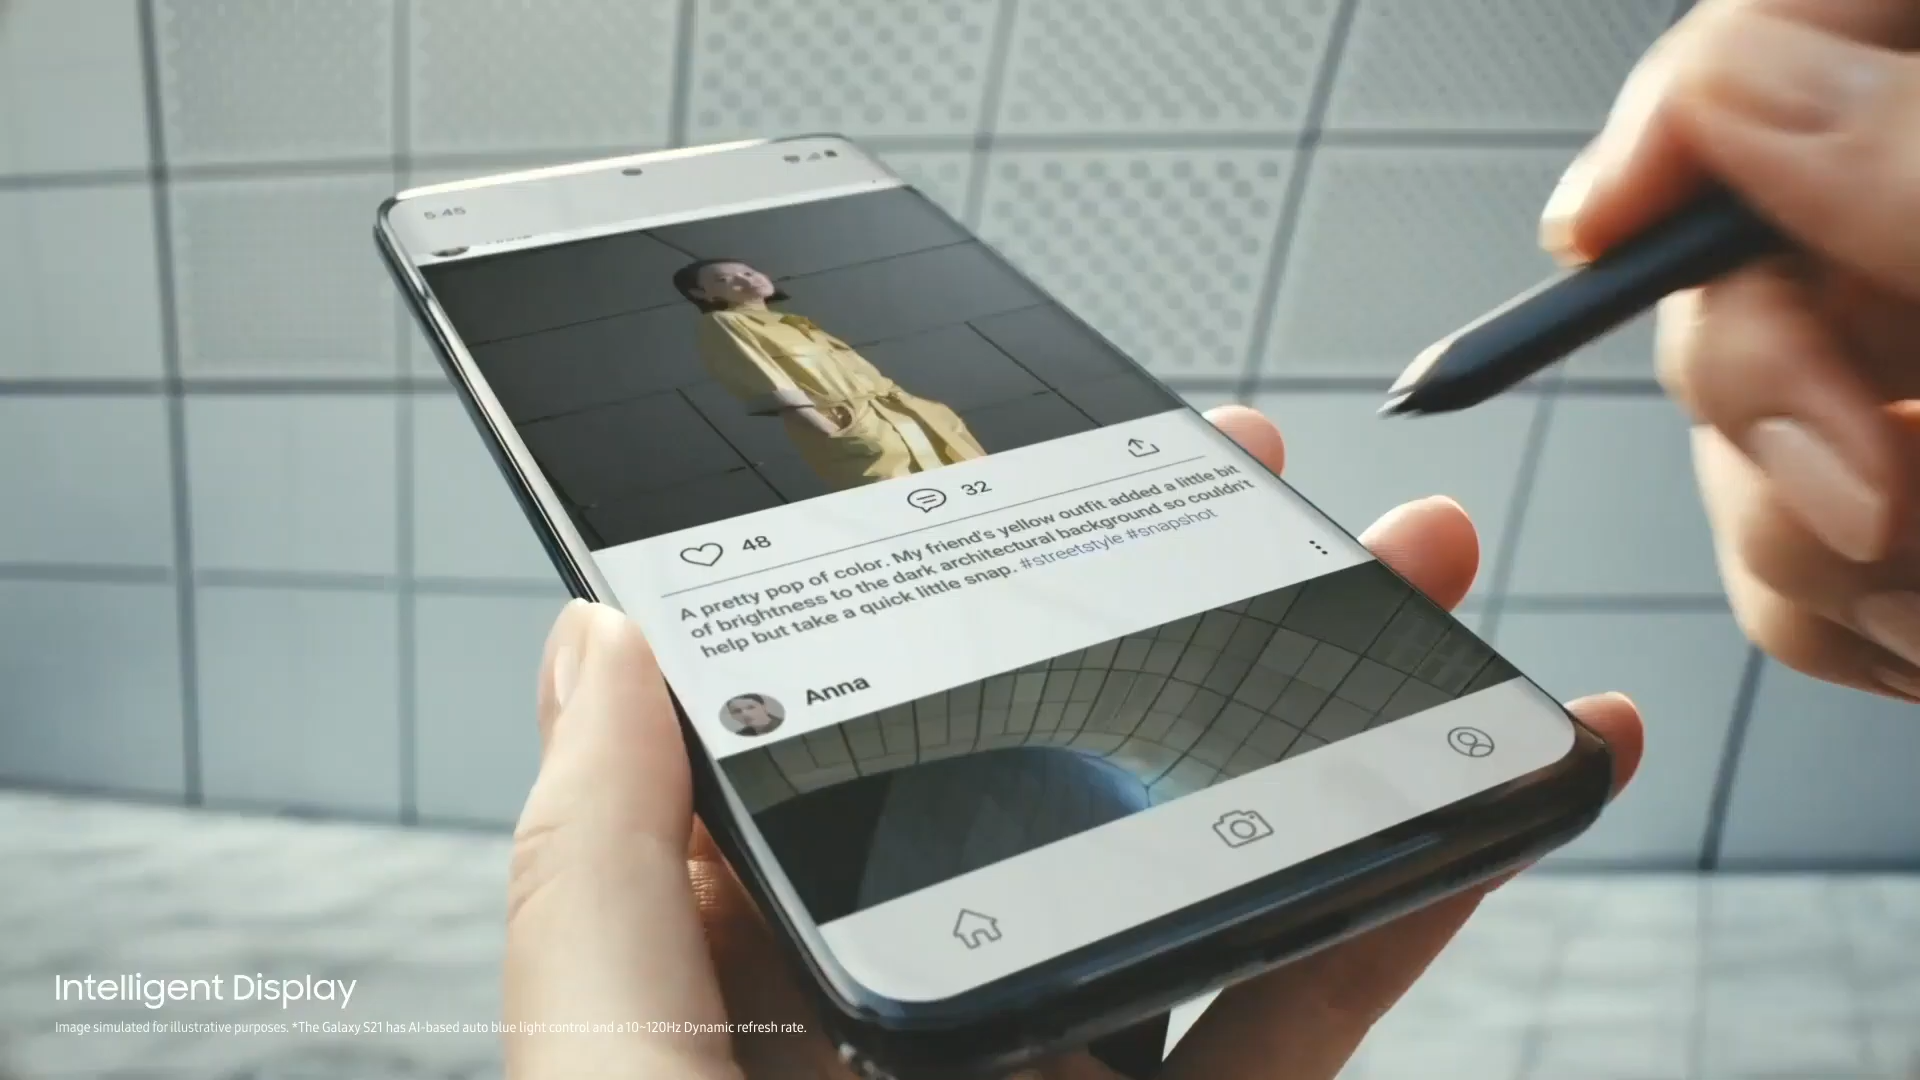 5:45
48
32
A pretty pop of color. My friend's yellow outfit added a little bit
of brightness to the dark architectural background so couldn't
help but take a quick little snap. #streetstyle #snapshot
Anna
Intelligent Display
Image simulated for illustrative purposes. *The Galaxy S21 has AI-based auto blue light control and a 10~120Hz Dynamic refresh rate.